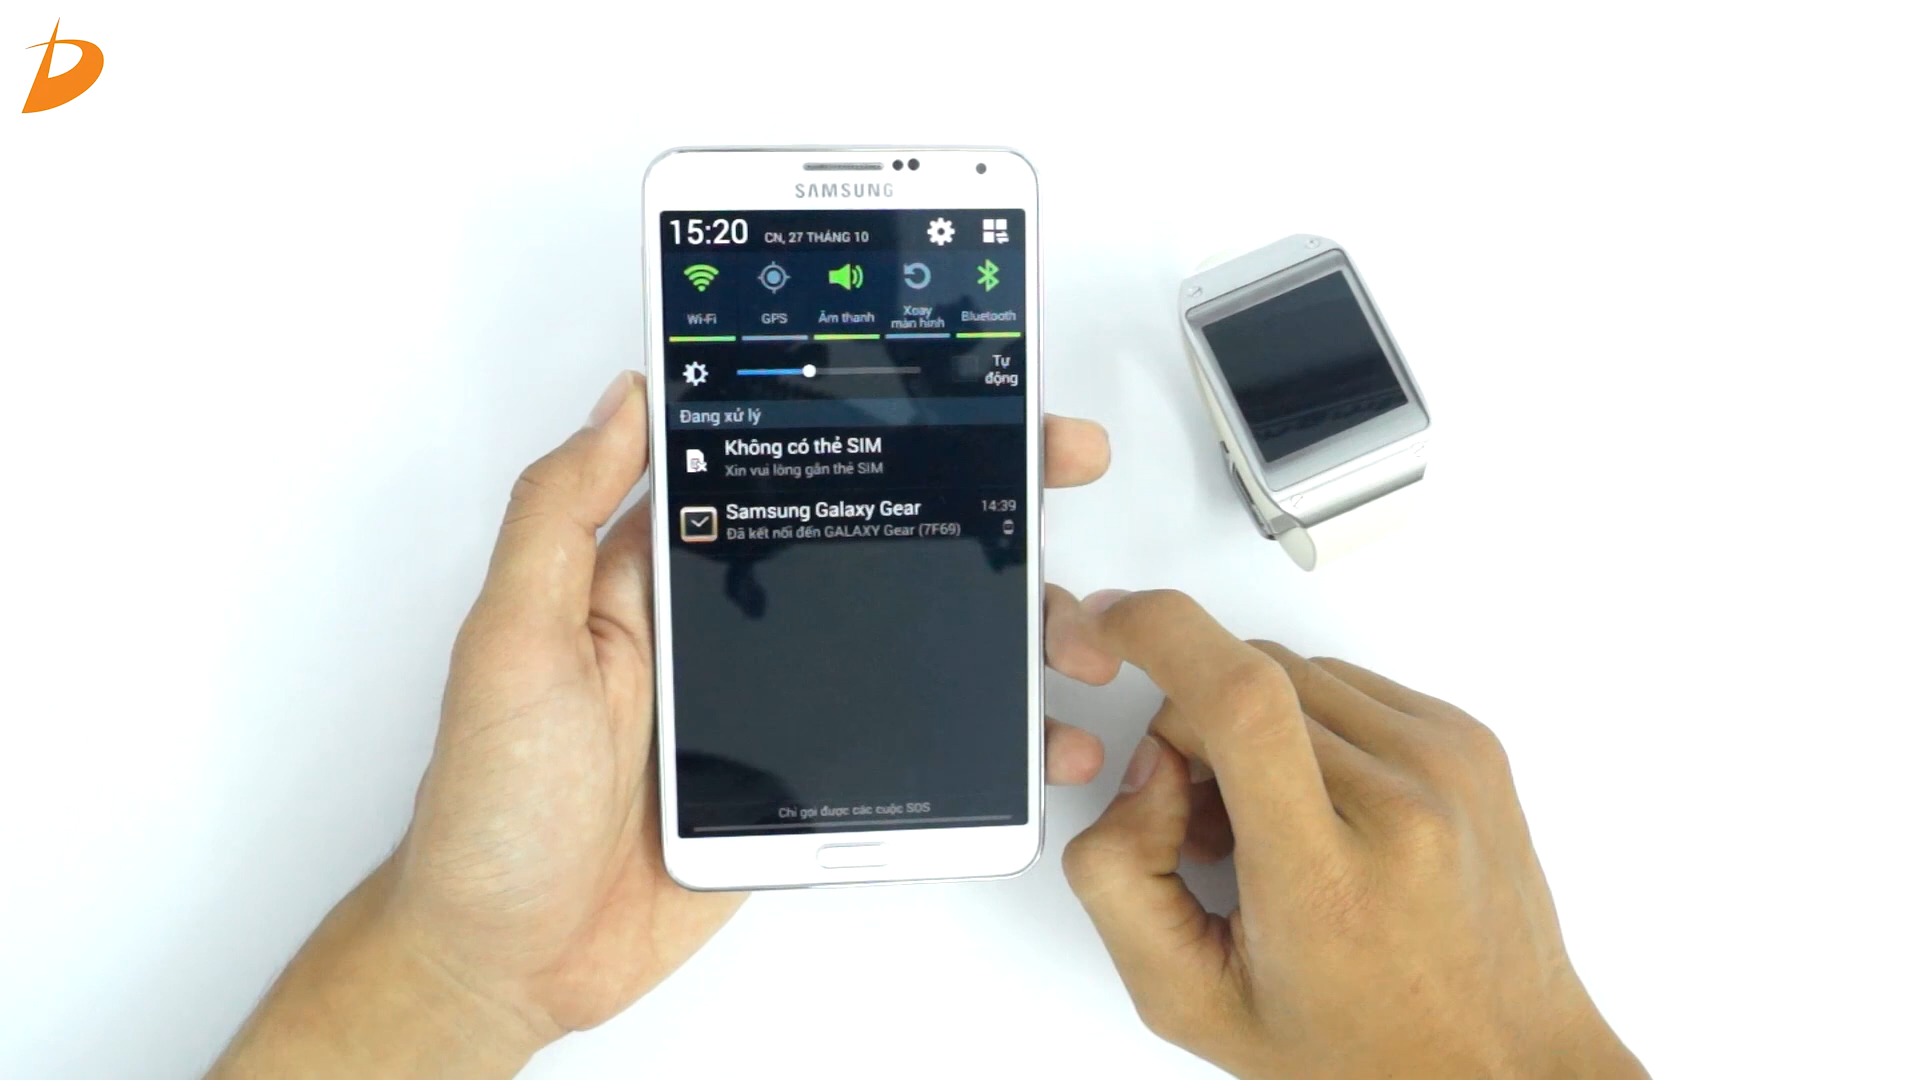 SAMSUNG
15:20 CN, 27 THÁNG 10
Wi-Fi GPS Âm thanh Xoay màn hình Bluetooth
Tự động
Đang xử lý
Không có thẻ SIM
Xin vui lòng gắn thẻ SIM
Samsung Galaxy Gear 14:39
Đã kết nối đến GALAXY Gear (7F69)
Chỉ gọi được các cuộc SOS